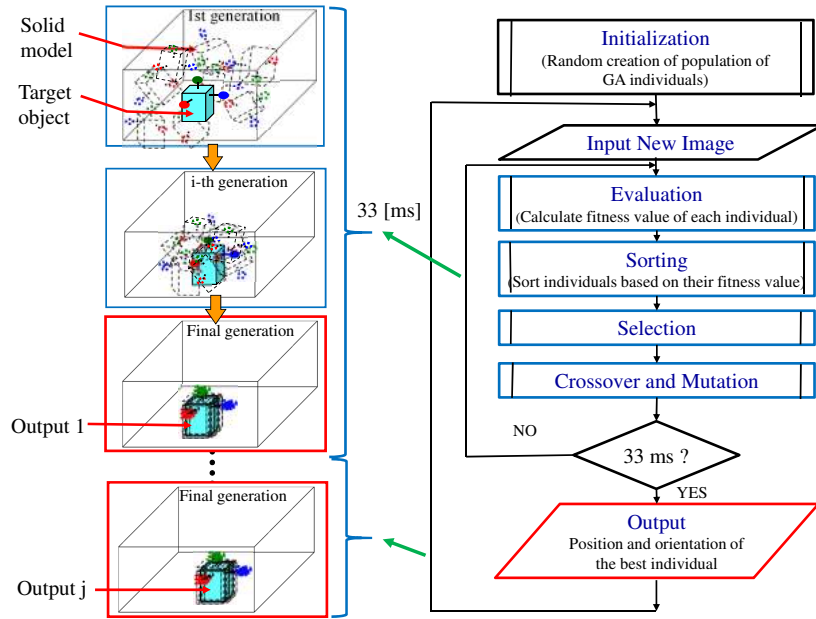 1st generation
Solid
model
Target
object
i-th generation
33 [ms]
Final generation
Output 1
Final generation
Output j
Initialization
(Random creation of population of
GA individuals)
Input New Image
Evaluation
(Calculate fitness value of each individual)
Sorting
(Sort individuals based on their fitness value)
Selection
Crossover and Mutation
NO
33 ms ?
YES
Output
Position and orientation of
the best individual